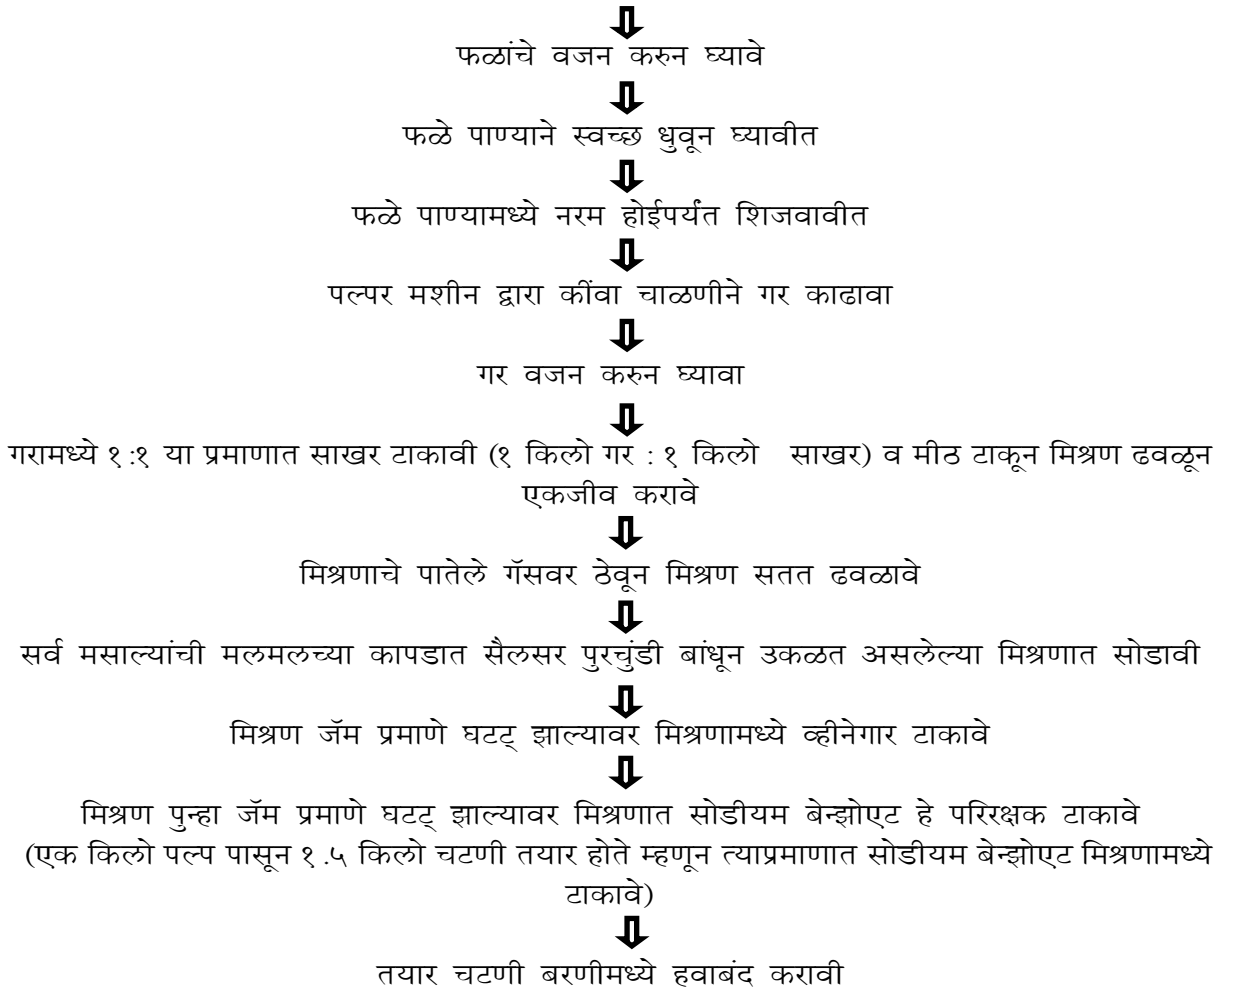 फळांचे वजन करुन घ्यावे
फळे पाण्याने स्वच्छ धुवून घ्यावीत
फळे पाण्यामध्ये नरम होईपर्यंत शिजवावीत
पल्पर मशीन द्वारा कींवा चाळणीने गर काढावा
गर वजन करुन घ्यावा
गरामध्ये १:१ या प्रमाणात साखर टाकावी (१ किलो गर : १ किलो साखर) व मीठ टाकून मिश्रण ढवळून
एकजीव करावे
मिश्रणाचे पातेले गॅसवर ठेवून मिश्रण सतत ढवळावे
सर्व मसाल्यांची मलमलच्या कापडात सैलसर पुरचुंडी बांधून उकळत असलेल्या मिश्रणात सोडावी
मिश्रण जॅम प्रमाणे घटट् झाल्यावर मिश्रणामध्ये व्हीनेगार टाकावे
मिश्रण पुन्हा जॅम प्रमाणे घटट् झाल्यावर मिश्रणात सोडीयम बेन्झोएट हे परिरक्षक टाकावे
(एक किलो पल्प पासून १.५ किलो चटणी तयार होते म्हणून त्याप्रमाणात सोडीयम बेन्झोएट मिश्रणामध्ये
टाकावे)
तयार चटणी बरणीमध्ये हवाबंद करावी